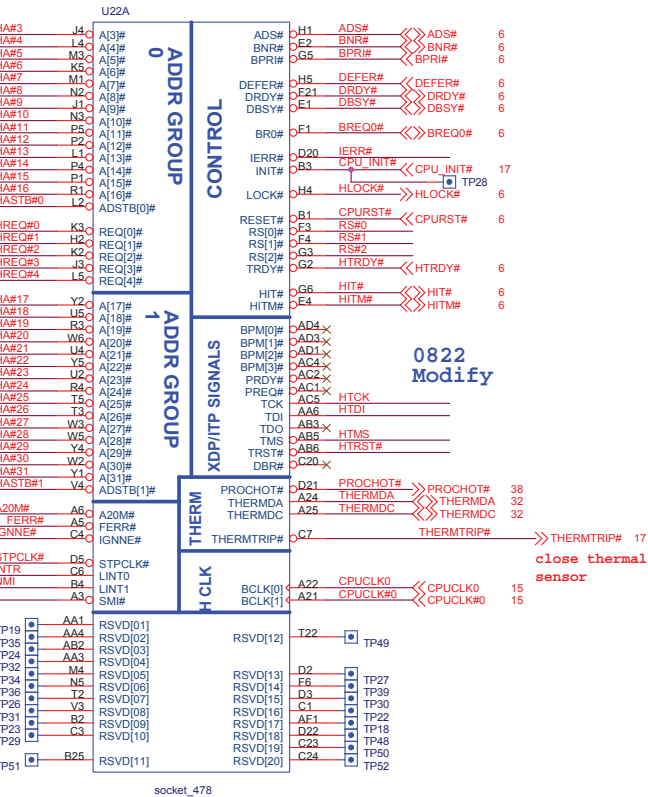 U22A
HA#3 J4 A[3]# ADS# H1 ADS# ADS# 6
HA#4 L4 A[4]# BNR# E2 BNR# BNR# 6
HA#5 M3 A[5]# BPRI# G5 BPRI# BPRI# 6
HA#6 K5 A[6]#
HA#7 M1 A[7]# DEFER# H5 DEFER# DEFER# 6
HA#8 N2 A[8]# DRDY# F21 DRDY# DRDY# 6
HA#9 J1 A[9]# DBSY# E1 DBSY# DBSY# 6
HA#10 N3 A[10]#
HA#11 P5 A[11]# BR0# F1 BREQ0# BREQ0# 6
HA#12 P2 A[12]#
HA#13 L1 A[13]# IERR# D20 IERR#
HA#14 P4 A[14]# INIT# B3 CPU_INIT# CPU_INIT# 17
HA#15 P1 A[15]# TP28
HA#16 R1 A[16]# LOCK# H4 HLOCK# HLOCK# 6
HASTB#0 L2 ADSTB[0]#
RESET# B1 CPURST# CPURST# 6
HREQ#0 K3 REQ[0]# RS[0]# F3 RS#0
HREQ#1 H2 REQ[1]# RS[1]# F4 RS#1
HREQ#2 K2 REQ[2]# RS[2]# G3 RS#2
HREQ#3 J3 REQ[3]# TRDY# G2 HTRDY# HTRDY# 6
HREQ#4 L5 REQ[4]#
HIT# G6 HIT# HIT# 6
HITM# E4 HITM# HITM# 6
ADDR GROUP 0
CONTROL
HA#17 Y2 A[17]#
HA#18 U5 A[18]#
HA#19 R3 A[19]# BPM[0]# AD4
HA#20 W6 A[20]# BPM[1]# AD3
HA#21 U4 A[21]# BPM[2]# AD1
HA#22 Y5 A[22]# BPM[3]# AC4
HA#23 U2 A[23]# PRDY# AC2
HA#24 R4 A[24]# PREQ# AC1
HA#25 T5 A[25]# TCK AC5 HTCK
HA#26 T3 A[26]# TDI AA6 HTDI
HA#27 W3 A[27]# TDO AB3
HA#28 W5 A[28]# TMS AB5 HTMS
HA#29 Y4 A[29]# TRST# AB6 HTRST#
HA#30 W2 A[30]# DBR# C20
HA#31 Y1 A[31]#
HASTB#1 V4 ADSTB[1]#
ADDR GROUP 1
XDP/ITP SIGNALS
0822
Modify
PROCHOT# D21 PROCHOT# PROCHOT# 38
THERMDA A24 THERMDA THERMDA 32
THERMDC A25 THERMDC THERMDC 32
THERMTRIP# C7 THERMTRIP# THERMTRIP# 17
THERM
close thermal
sensor
A20M# A6 A20M#
FERR# A5 FERR#
IGNNE# C4 IGNNE#
STPCLK# D5 STPCLK#
INTR C6 LINT0
NMI B4 LINT1
A3 SMI#
H CLK
BCLK[0] A22 CPUCLK0 CPUCLK0 15
BCLK[1] A21 CPUCLK#0 CPUCLK#0 15
TP19 AA1 RSVD[01]
TP35 AA4 RSVD[02] RSVD[12] T22 TP49
TP24 AB2 RSVD[03]
TP32 AA3 RSVD[04]
TP34 M4 RSVD[05] RSVD[13] D2 TP27
TP36 N5 RSVD[06] RSVD[14] F6 TP39
TP26 T2 RSVD[07] RSVD[15] D3 TP30
TP31 V3 RSVD[08] RSVD[16] C1 TP22
TP23 B2 RSVD[09] RSVD[17] AF1 TP18
TP29 C3 RSVD[10] RSVD[18] D22 TP48
RSVD[19] C23 TP50
TP51 B25 RSVD[11] RSVD[20] C24 TP52
socket_478